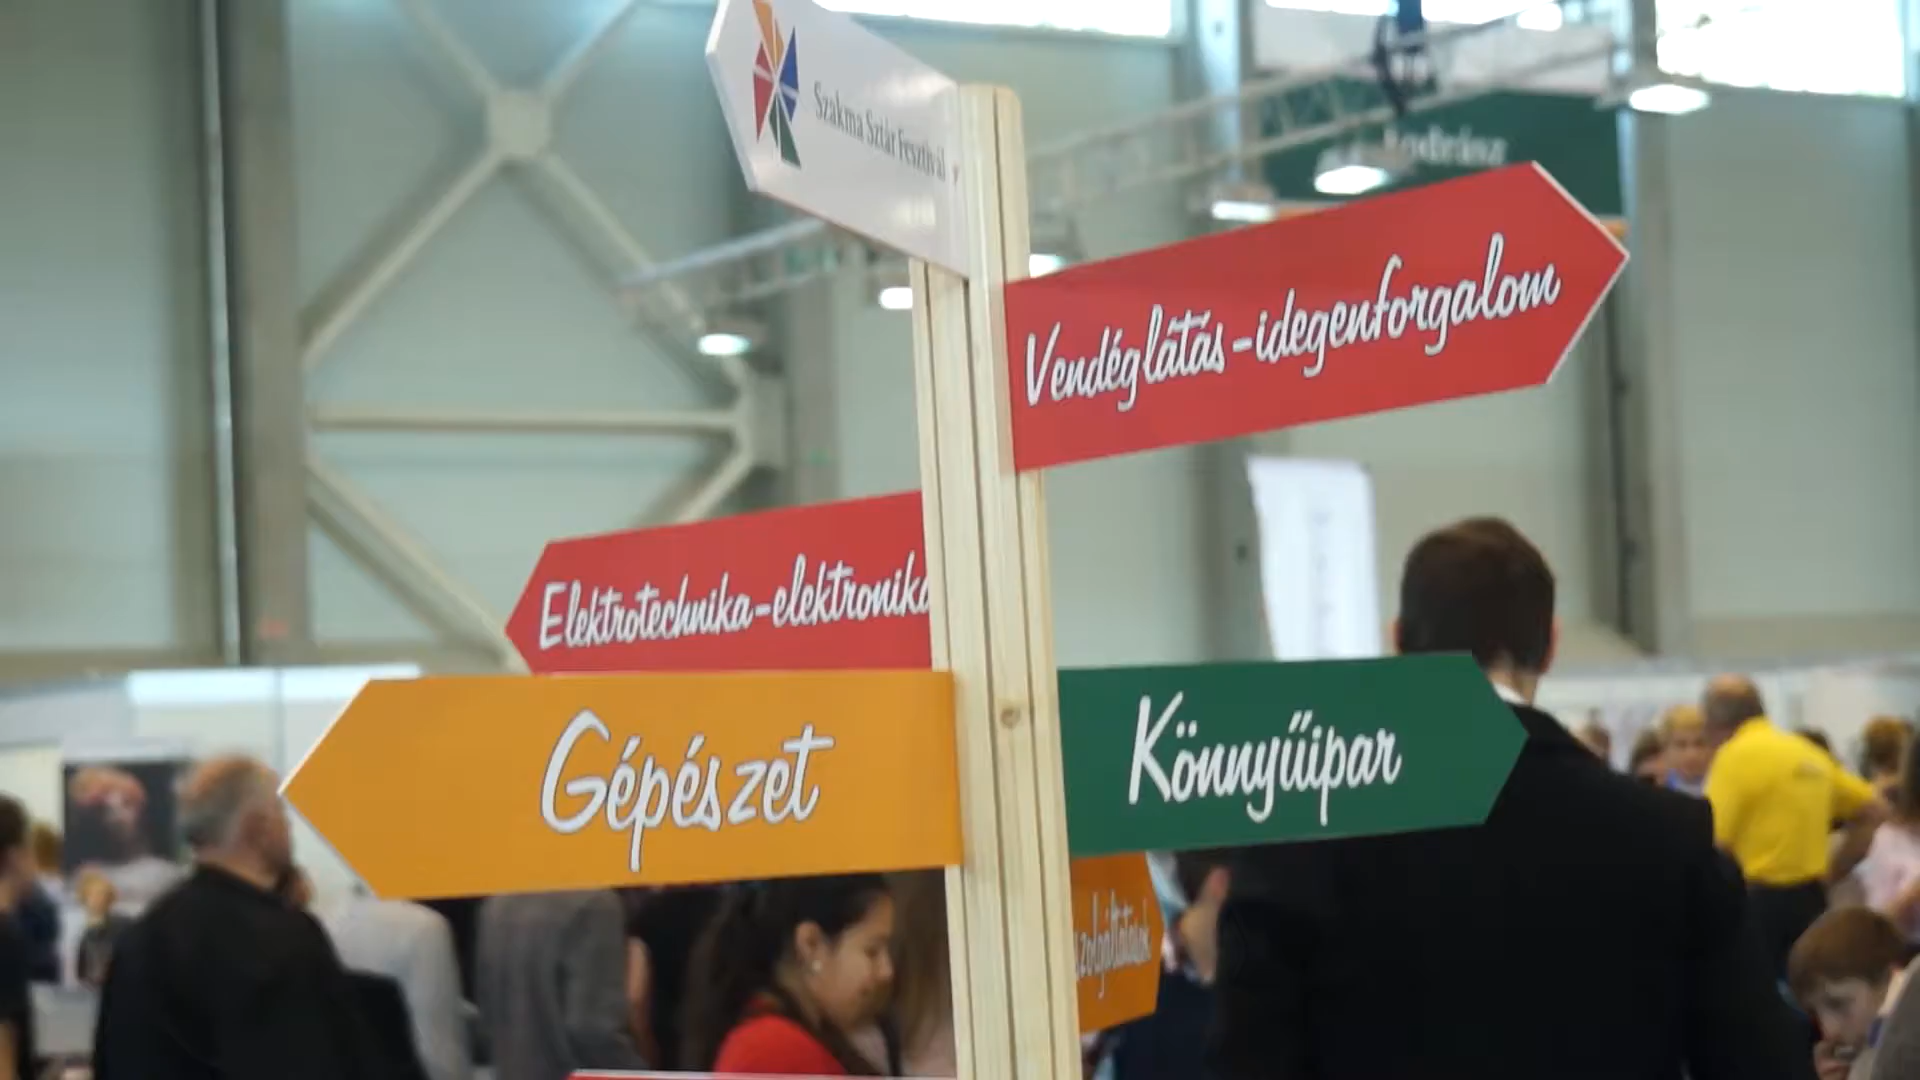 Szakma Sztár Fesztivál
Vendéglátás-idegenforgalom
Elektrotechnika-elektronika
Gépészet
Könnyűipar